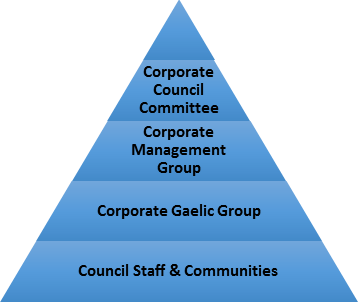 Corporate
Council
Committee
Corporate
Management
Group
Corporate Gaelic Group
Council Staff & Communities